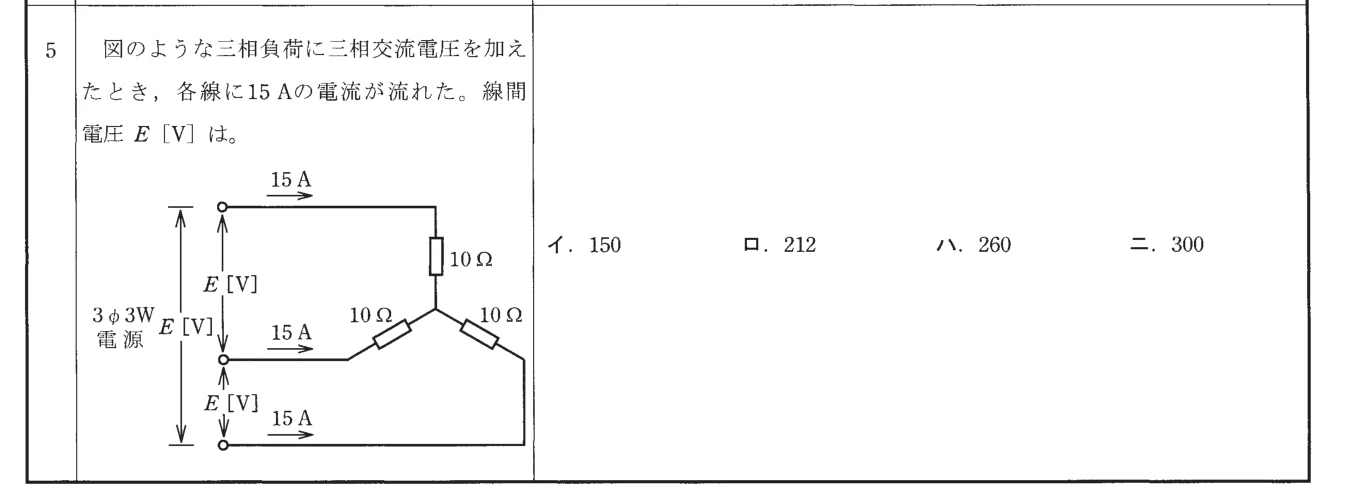 5
図のような三相負荷に三相交流電圧を加え
たとき，各線に15 Aの電流が流れた。線間
電圧 E［V］は。
15 A
10 Ω
E [V]
3φ3W
電 源
E [V]
10 Ω
10 Ω
15 A
E [V]
15 A
イ．150 ロ．212 ハ．260 ニ．300